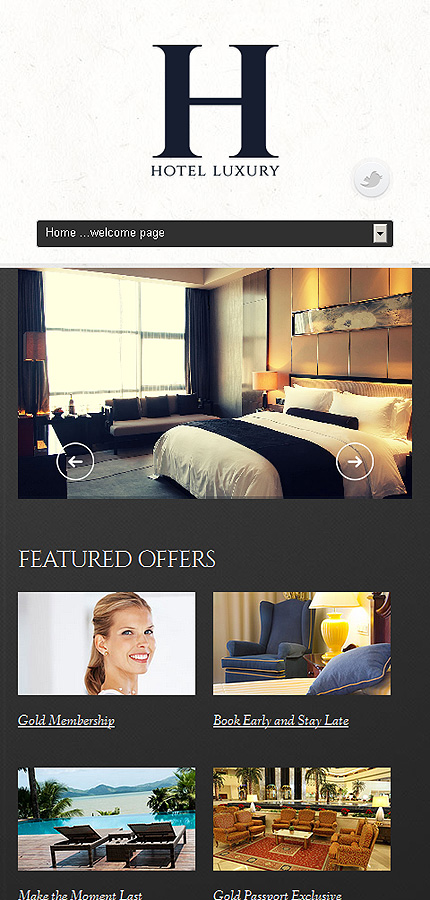 H
HOTEL LUXURY
Home ...welcome page
FEATURED OFFERS
Gold Membership
Book Early and Stay Late
Make the Moment Last
Gold Passport Exclusive